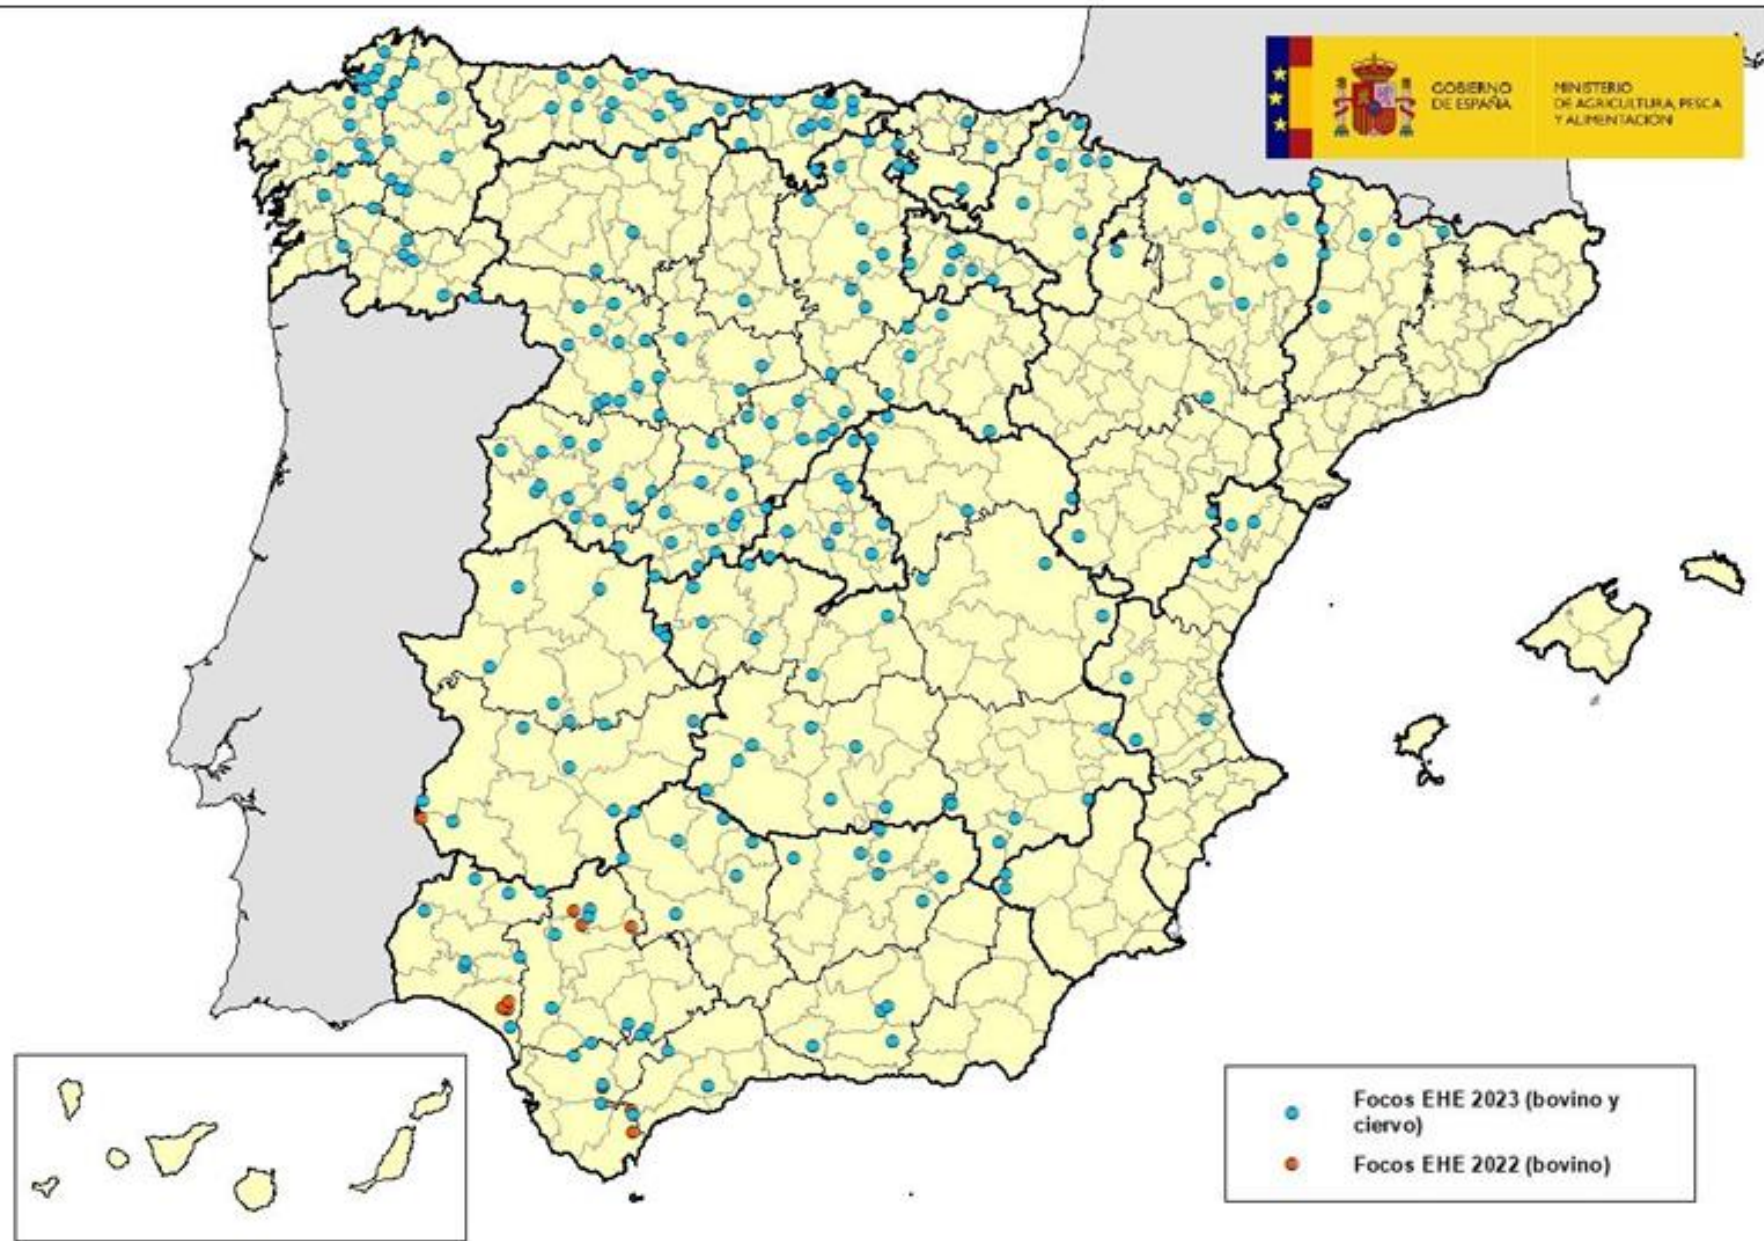 GOBIERNO
DE ESPAÑA
MINISTERIO
DE AGRICULTURA, PESCA
Y ALIMENTACIÓN
Focos EHE 2023 (bovino y
ciervo)
Focos EHE 2022 (bovino)